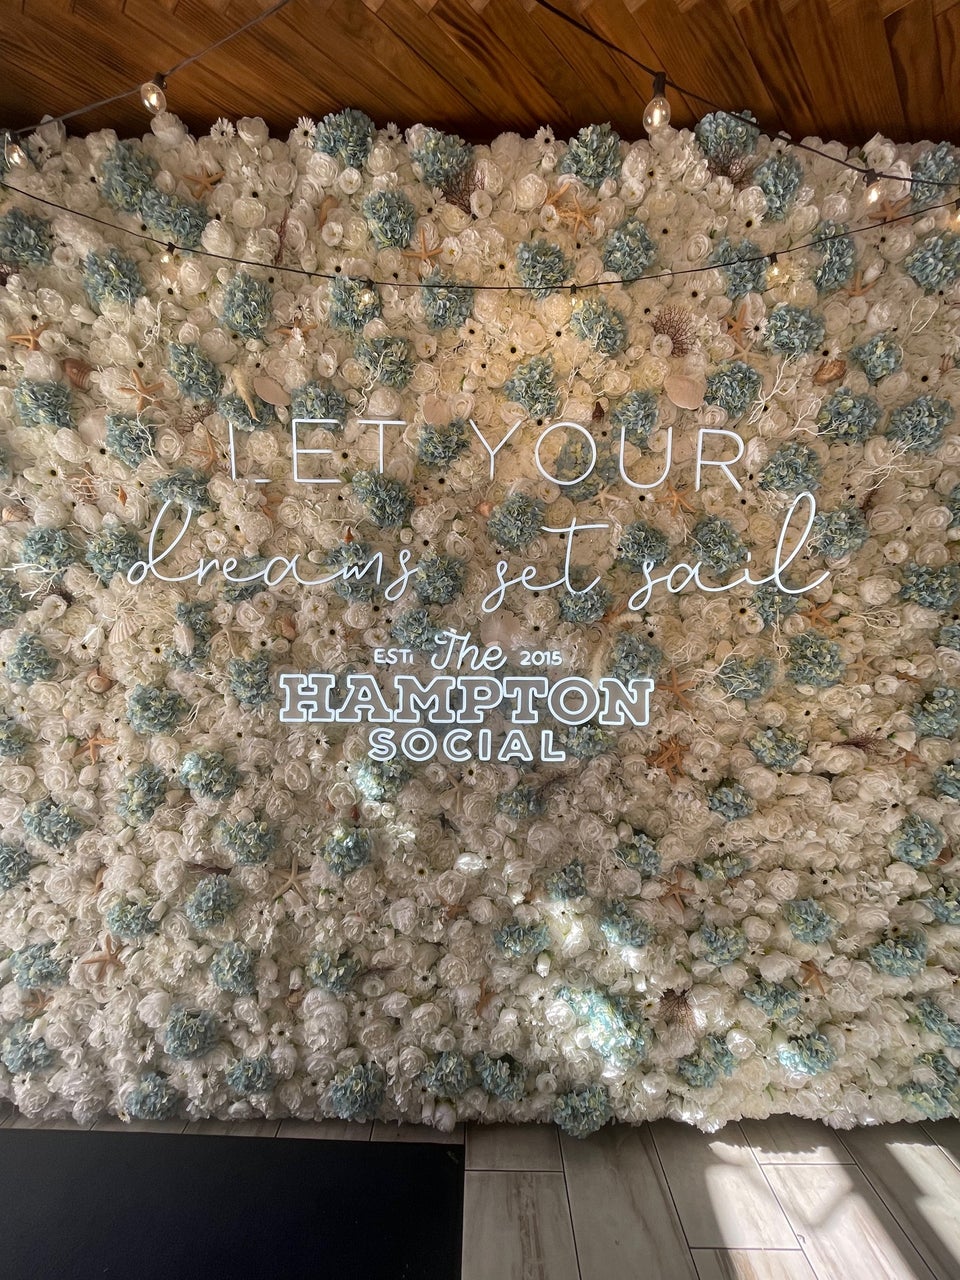 LET YOUR
dreams set sail
EST. The 2015
HAMPTON
SOCIAL